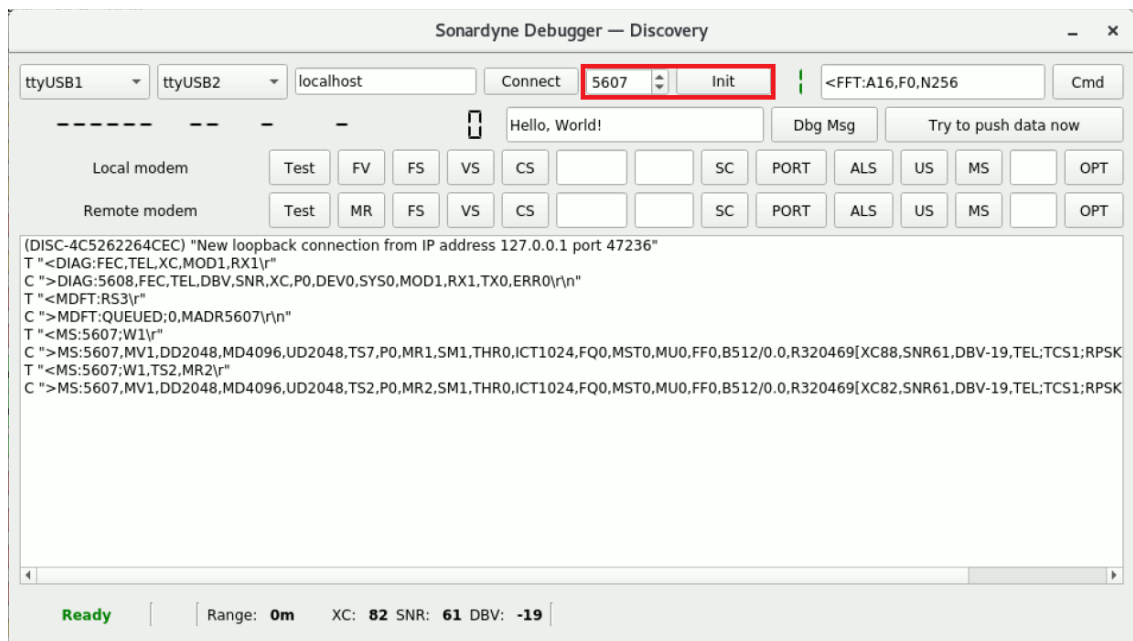 Sonardyne Debugger — Discovery
ttyUSB1 ttyUSB2 localhost Connect 5607 Init <FFT:A16,F0,N256 Cmd
------ -- - - 0 Hello, World! Dbg Msg Try to push data now
Local modem Test FV FS VS CS SC PORT ALS US MS OPT
Remote modem Test MR FS VS CS SC PORT ALS US MS OPT
(DISC-4C5262264CEC) "New loopback connection from IP address 127.0.0.1 port 47236"
T "<DIAG:FEC,TEL,XC,MOD1,RX1\r"
C ">DIAG:5608,FEC,TEL,DBV,SNR,XC,P0,DEV0,SYS0,MOD1,RX1,TX0,ERR0\r\n"
T "<MDFT:RS3\r"
C ">MDFT:QUEUED;0,MADR5607\r\n"
T "<MS:5607;W1\r"
C ">MS:5607,MV1,DD2048,MD4096,UD2048,TS7,P0,MR1,SM1,THR0,ICT1024,FQ0,MST0,MU0,FF0,B512/0.0,R320469[XC88,SNR61,DBV-19,TEL;TCS1;RPSK
T "<MS:5607;W1,TS2,MR2\r"
C ">MS:5607,MV1,DD2048,MD4096,UD2048,TS2,P0,MR2,SM1,THR0,ICT1024,FQ0,MST0,MU0,FF0,B512/0.0,R320469[XC82,SNR61,DBV-19,TEL;TCS1;RPSK
Ready Range: 0m XC: 82 SNR: 61 DBV: -19